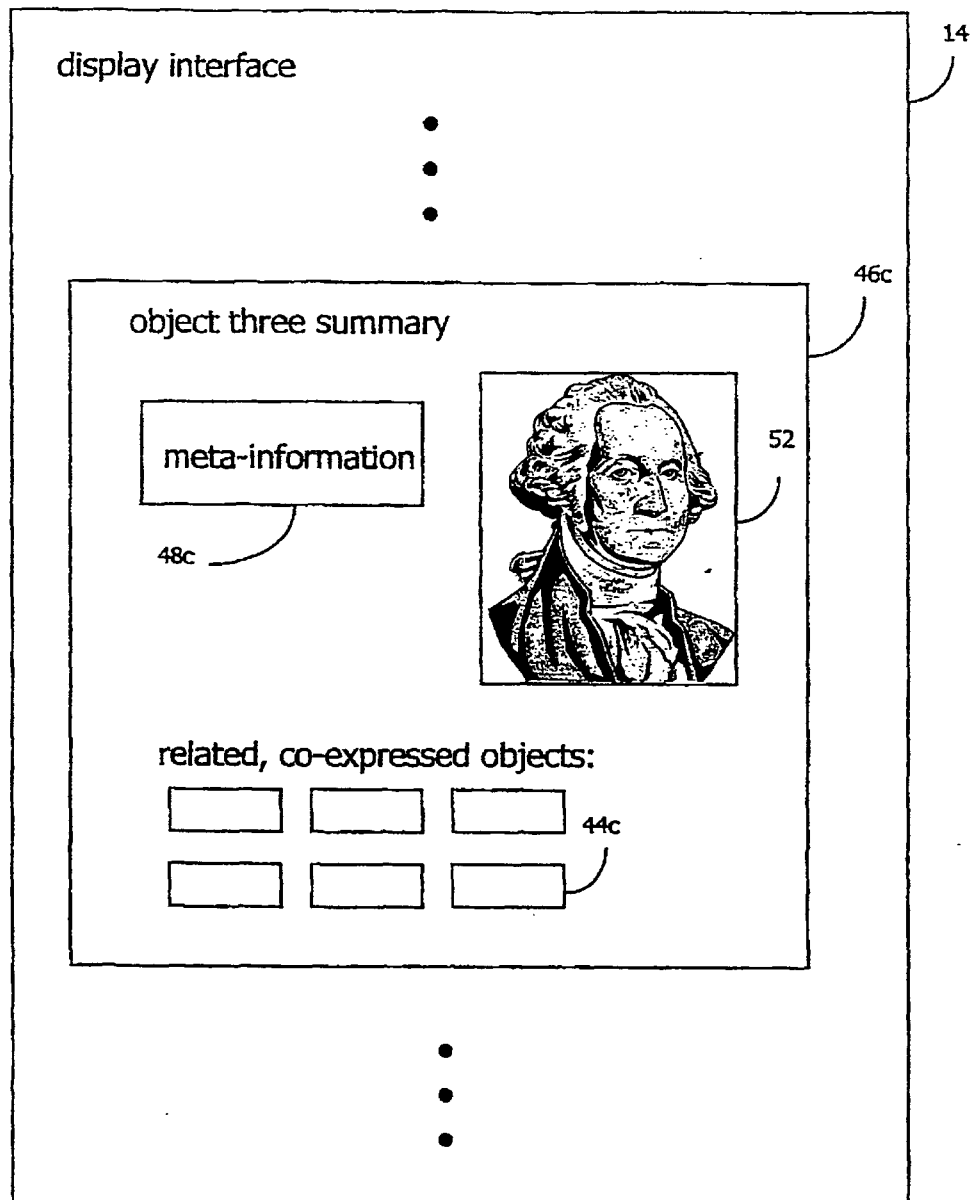 14
display interface
46c
object three summary
meta-information
52
48c
related, co-expressed objects:
44c